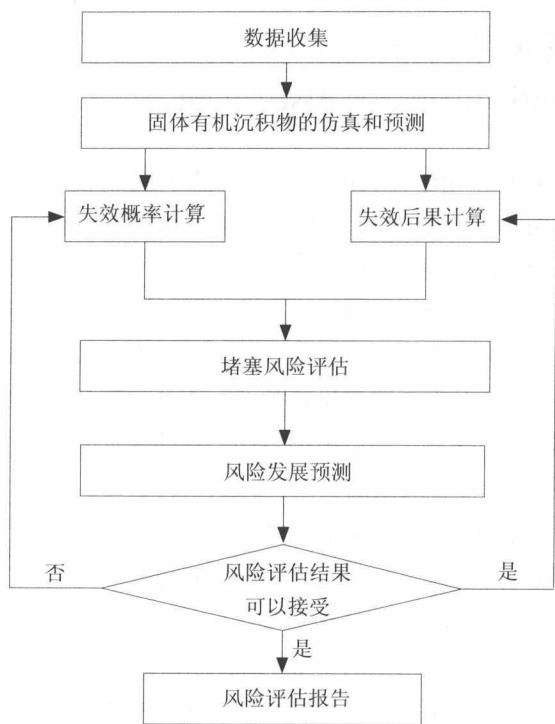 数据收集
固体有机沉积物的仿真和预测
失效概率计算
失效后果计算
堵塞风险评估
风险发展预测
否
风险评估结果
可以接受
是
是
风险评估报告